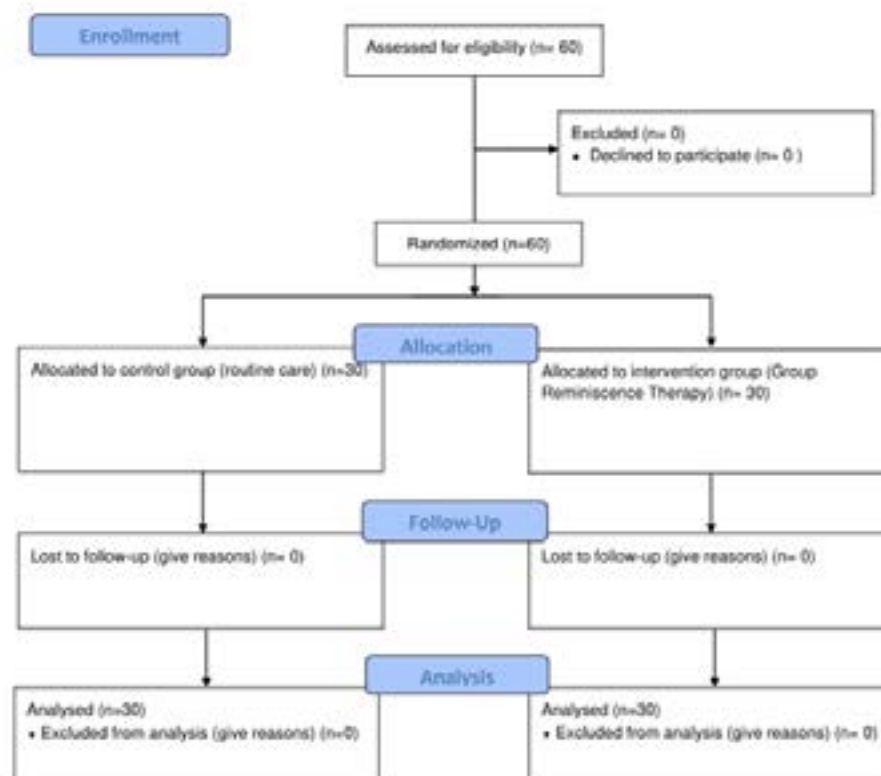 Enrollment
Assessed for eligibility (n= 60)
Excluded (n= 0)
• Declined to participate (n= 0 )
Randomized (n=60)
Allocation
Allocated to control group (routine care) (n=30)
Allocated to intervention group (Group
Reminiscence Therapy) (n= 30)
Follow-Up
Lost to follow-up (give reasons) (n= 0)
Lost to follow-up (give reasons) (n= 0)
Analysis
Analysed (n=30)
• Excluded from analysis (give reasons) (n=0)
Analysed (n=30)
• Excluded from analysis (give reasons) (n= 0)